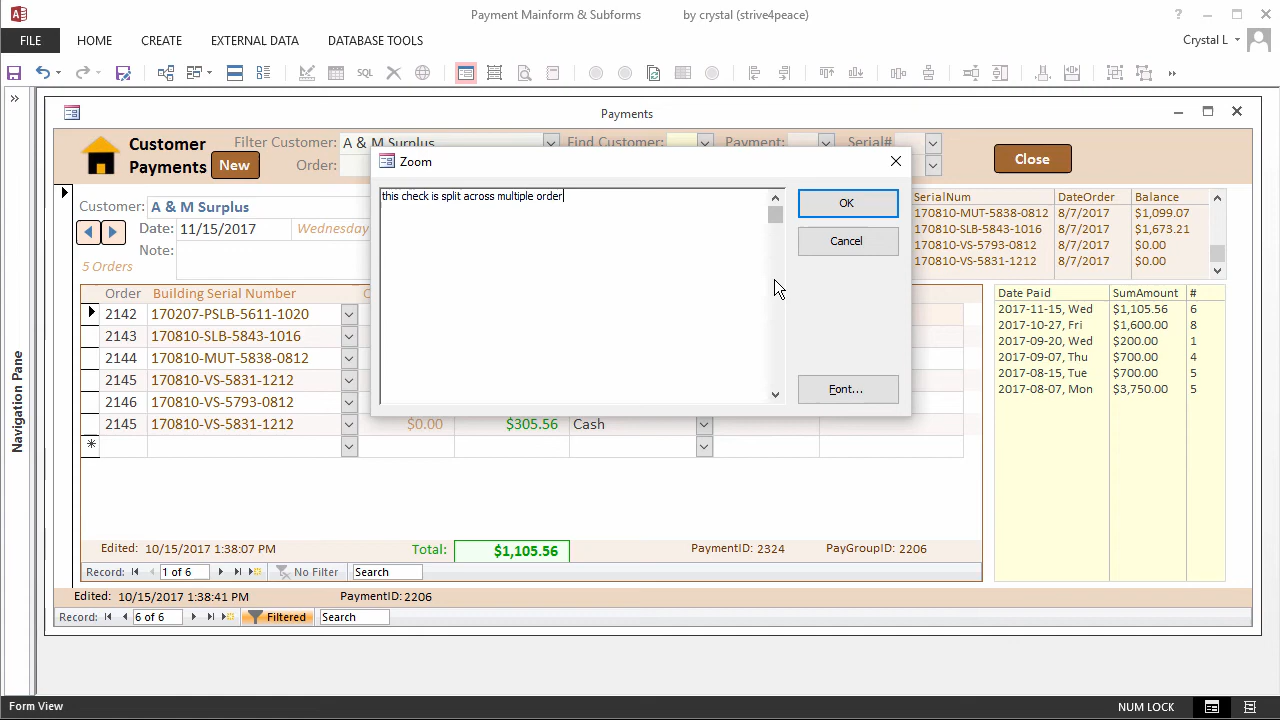 Payment Mainform & Subforms by crystal (strive4peace)
?
FILE HOME CREATE EXTERNAL DATA DATABASE TOOLS
Crystal L
SQL
Payments
Customer Payments
New
Filter Customer: A & M Surplus
Find Customer:
Payment:
Serial#
Order:
Close
Zoom
this check is split across multiple order
OK
Cancel
Font...
Customer: A & M Surplus
Date: 11/15/2017 Wednesday
Note:
5 Orders
SerialNum DateOrder Balance
170810-MUT-5838-0812 8/7/2017 $1,099.07
170810-SLB-5843-1016 8/7/2017 $1,673.21
170810-VS-5793-0812 8/7/2017 $0.00
170810-VS-5831-1212 8/7/2017 $0.00
Order Building Serial Number
2142 170207-PSLB-5611-1020
2143 170810-SLB-5843-1016
2144 170810-MUT-5838-0812
2145 170810-VS-5831-1212
2146 170810-VS-5793-0812
2145 170810-VS-5831-1212 $0.00 $305.56 Cash
Date Paid SumAmount #
2017-11-15, Wed $1,105.56 6
2017-10-27, Fri $1,600.00 8
2017-09-20, Wed $200.00 1
2017-09-07, Thu $700.00 4
2017-08-15, Tue $700.00 5
2017-08-07, Mon $3,750.00 5
Navigation Pane
Edited: 10/15/2017 1:38:07 PM Total: $1,105.56 PaymentID: 2324 PayGroupID: 2206
Record: 1 of 6 No Filter Search
Edited: 10/15/2017 1:38:41 PM PaymentID: 2206
Record: 6 of 6 Filtered Search
Form View NUM LOCK